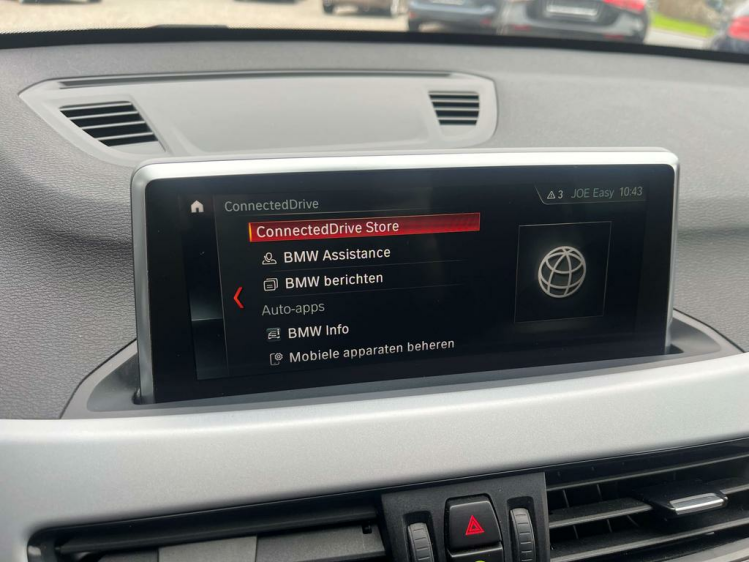 ConnectedDrive
3 JOE Easy 10:43
ConnectedDrive Store
BMW Assistance
BMW berichten
Auto-apps
BMW Info
Mobiele apparaten beheren